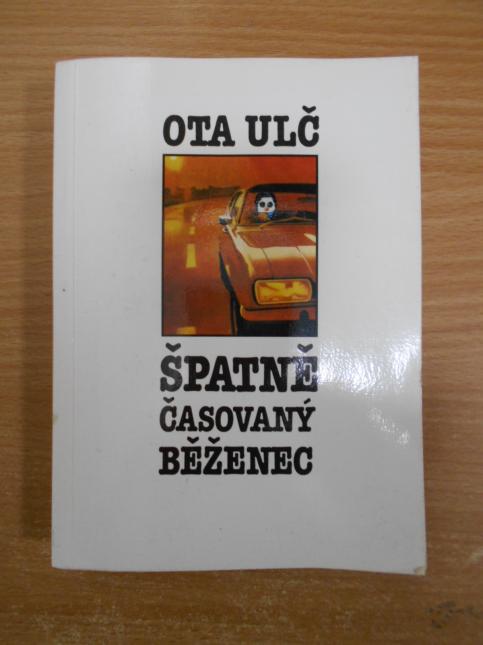 OTA ULČ
ŠPATNĚ
ČASOVANÝ
BĚŽENEC